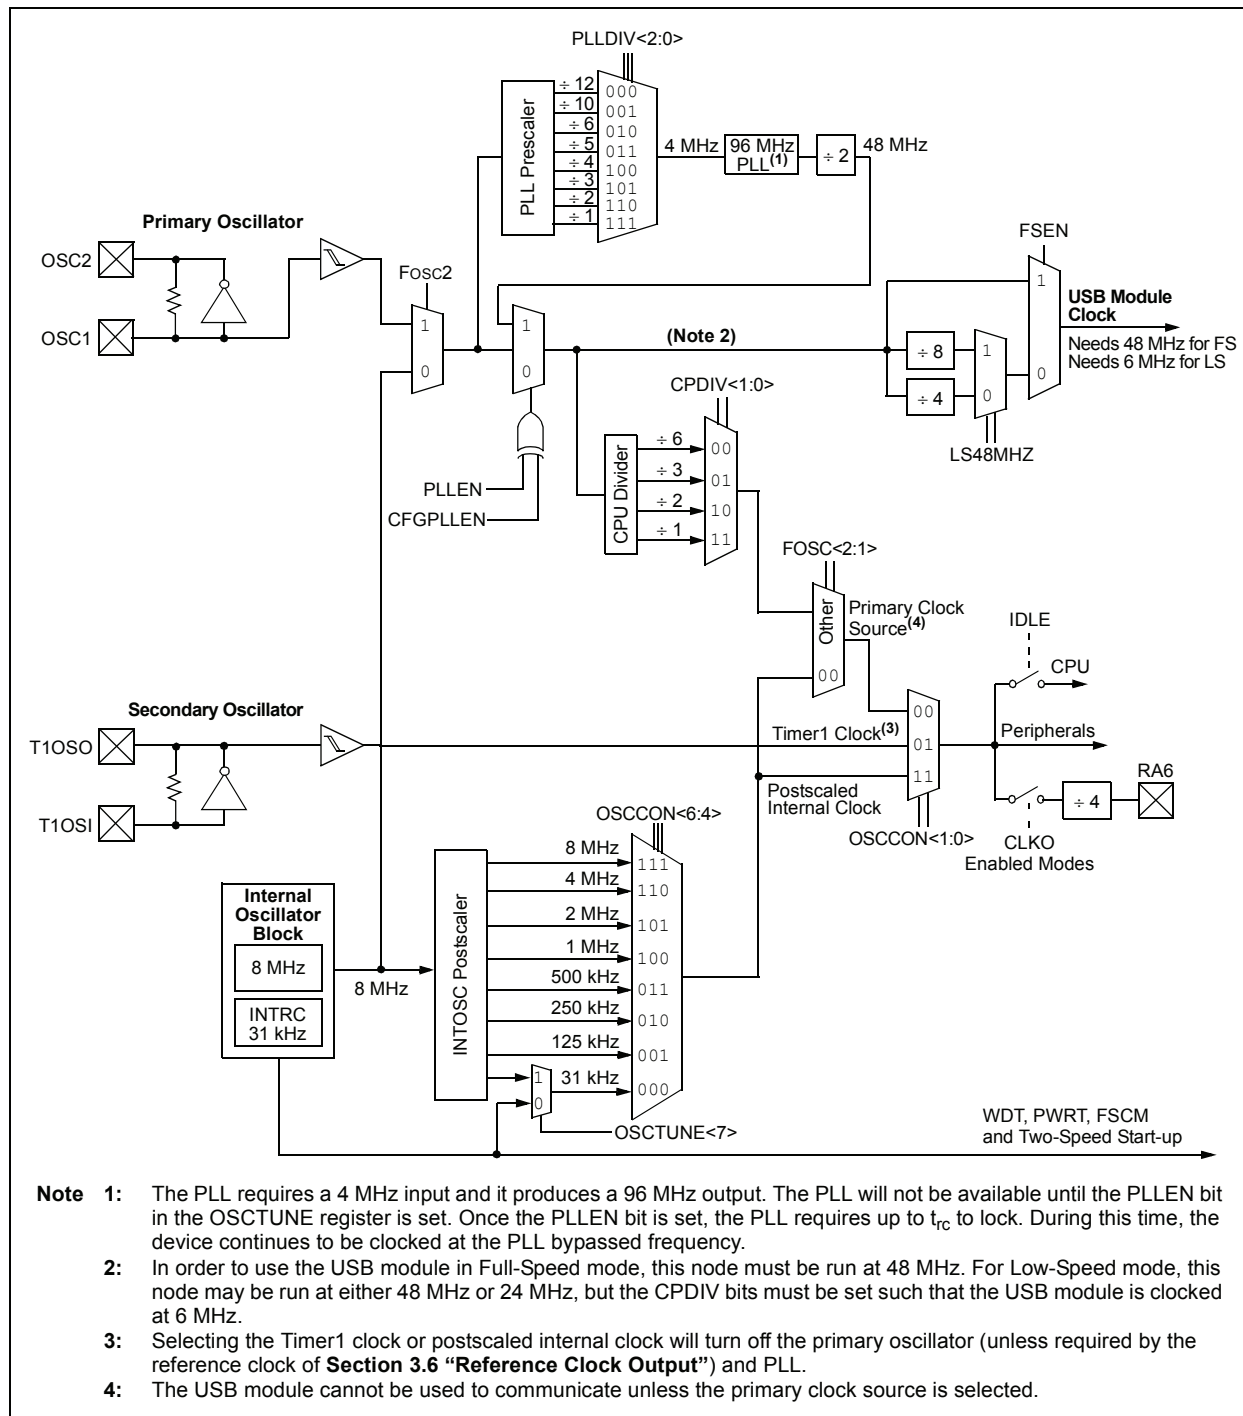 PLLDIV<2:0>
PLL Prescaler
÷ 12
000
÷ 10
001
÷ 6
010
÷ 5
011
÷ 4
100
÷ 3
101
÷ 2
110
÷ 1
111
4 MHz
96 MHz
PLL(1)
÷ 2
48 MHz
Primary Oscillator
OSC2
OSC1
FOSC2
1
0
1
0
(Note 2)
FSEN
1
0
USB Module
Clock
Needs 48 MHz for FS
Needs 6 MHz for LS
÷ 8
1
÷ 4
0
LS48MHZ
PLLEN
CFGPLLEN
CPDIV<1:0>
CPU Divider
÷ 6
00
÷ 3
01
÷ 2
10
÷ 1
11
FOSC<2:1>
Other
00
Primary Clock
Source(4)
IDLE
CPU
Secondary Oscillator
T1OSO
T1OSI
Timer1 Clock(3)
Postscaled
Internal Clock
00
01
11
OSCCON<1:0>
Peripherals
RA6
÷ 4
CLKO
Enabled Modes
OSCCON<6:4>
Internal
Oscillator
Block
8 MHz
INTRC
31 kHz
8 MHz
INTOSC Postscaler
8 MHz
111
4 MHz
110
2 MHz
101
1 MHz
100
500 kHz
011
250 kHz
010
125 kHz
001
1
0
31 kHz
000
OSCTUNE<7>
WDT, PWRT, FSCM
and Two-Speed Start-up
Note 1: The PLL requires a 4 MHz input and it produces a 96 MHz output. The PLL will not be available until the PLLEN bit
in the OSCTUNE register is set. Once the PLLEN bit is set, the PLL requires up to trc to lock. During this time, the
device continues to be clocked at the PLL bypassed frequency.
2: In order to use the USB module in Full-Speed mode, this node must be run at 48 MHz. For Low-Speed mode, this
node may be run at either 48 MHz or 24 MHz, but the CPDIV bits must be set such that the USB module is clocked
at 6 MHz.
3: Selecting the Timer1 clock or postscaled internal clock will turn off the primary oscillator (unless required by the
reference clock of Section 3.6 “Reference Clock Output”) and PLL.
4: The USB module cannot be used to communicate unless the primary clock source is selected.